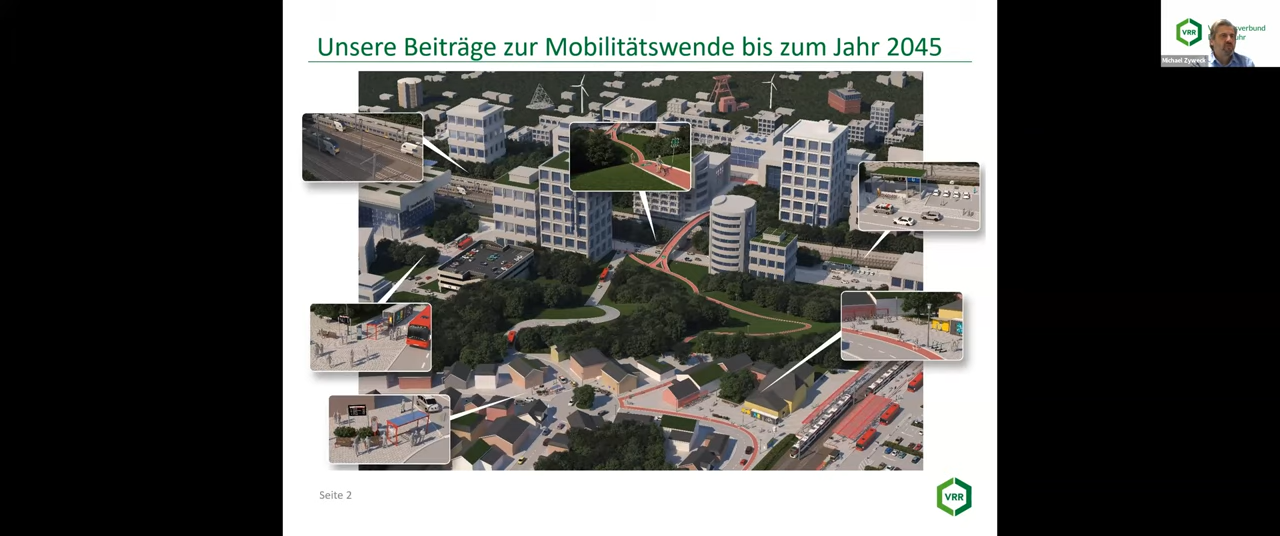 Unsere Beiträge zur Mobilitätswende bis zum Jahr 2045
VRR
Michael Zyweck
Seite 2
VRR